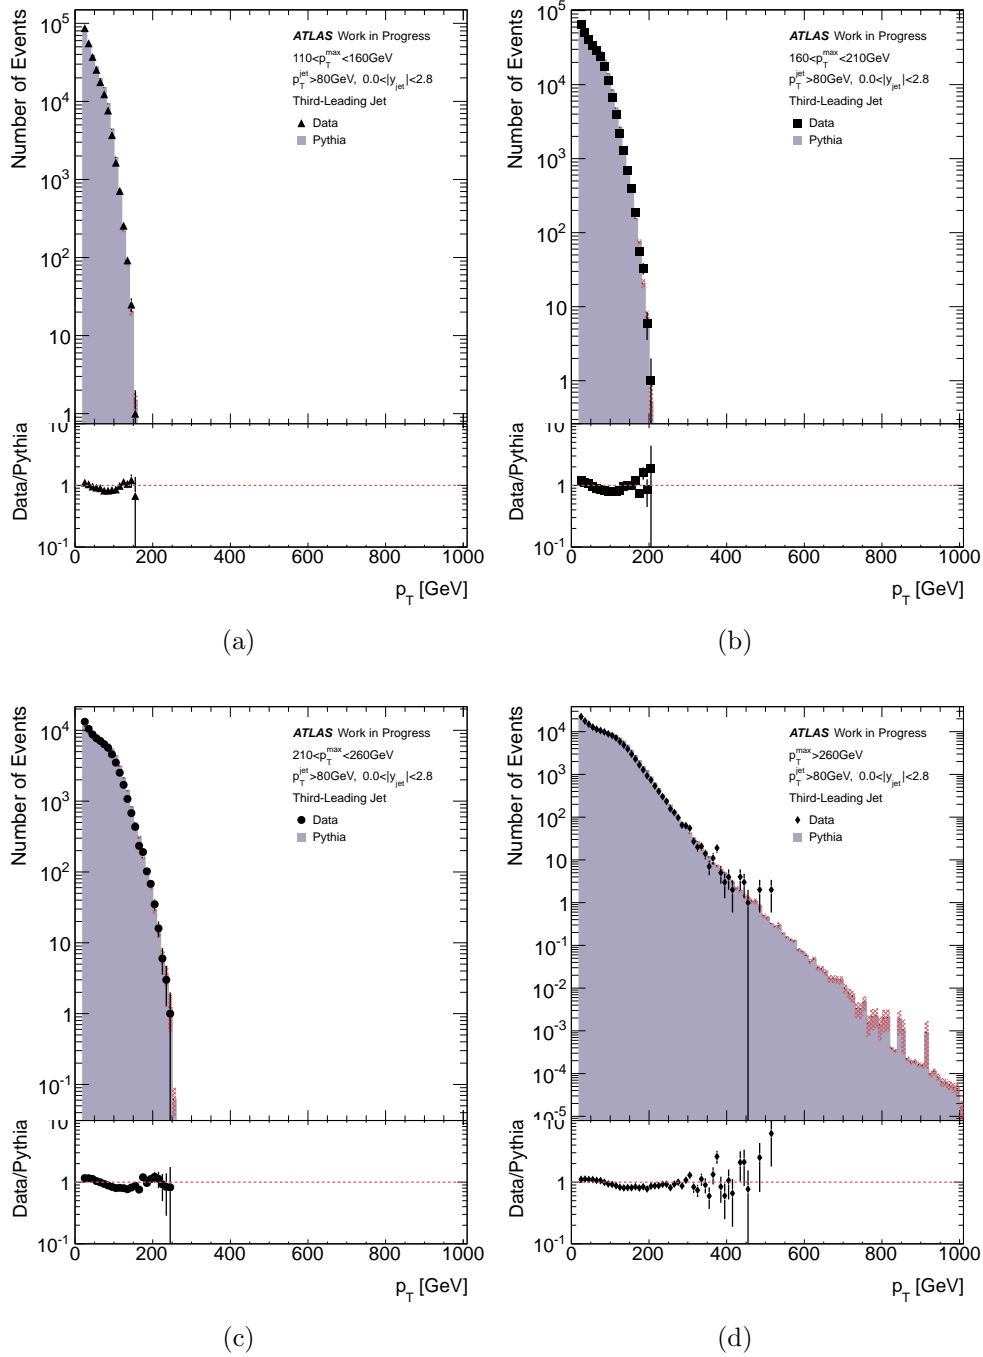 Number of Events
10^5
10^4
10^3
10^2
10
1
ATLAS Work in Progress
110<p_T^max<160GeV
p_T^jet>80GeV, 0.0<|y_jet|<2.8
Third-Leading Jet
Data
Pythia
Data/Pythia
10
1
10^-1
0 200 400 600 800 1000
p_T [GeV]
(a)
Number of Events
10^5
10^4
10^3
10^2
10
1
ATLAS Work in Progress
160<p_T^max<210GeV
p_T^jet>80GeV, 0.0<|y_jet|<2.8
Third-Leading Jet
Data
Pythia
Data/Pythia
10
1
10^-1
0 200 400 600 800 1000
p_T [GeV]
(b)
Number of Events
10^4
10^3
10^2
10
1
10^-1
ATLAS Work in Progress
210<p_T^max<260GeV
p_T^jet>80GeV, 0.0<|y_jet|<2.8
Third-Leading Jet
Data
Pythia
Data/Pythia
10
1
10^-1
0 200 400 600 800 1000
p_T [GeV]
(c)
Number of Events
10^4
10^3
10^2
10
1
10^-1
10^-2
10^-3
10^-4
10^-5
ATLAS Work in Progress
p_T^max>260GeV
p_T^jet>80GeV, 0.0<|y_jet|<2.8
Third-Leading Jet
Data
Pythia
Data/Pythia
10
1
10^-1
0 200 400 600 800 1000
p_T [GeV]
(d)